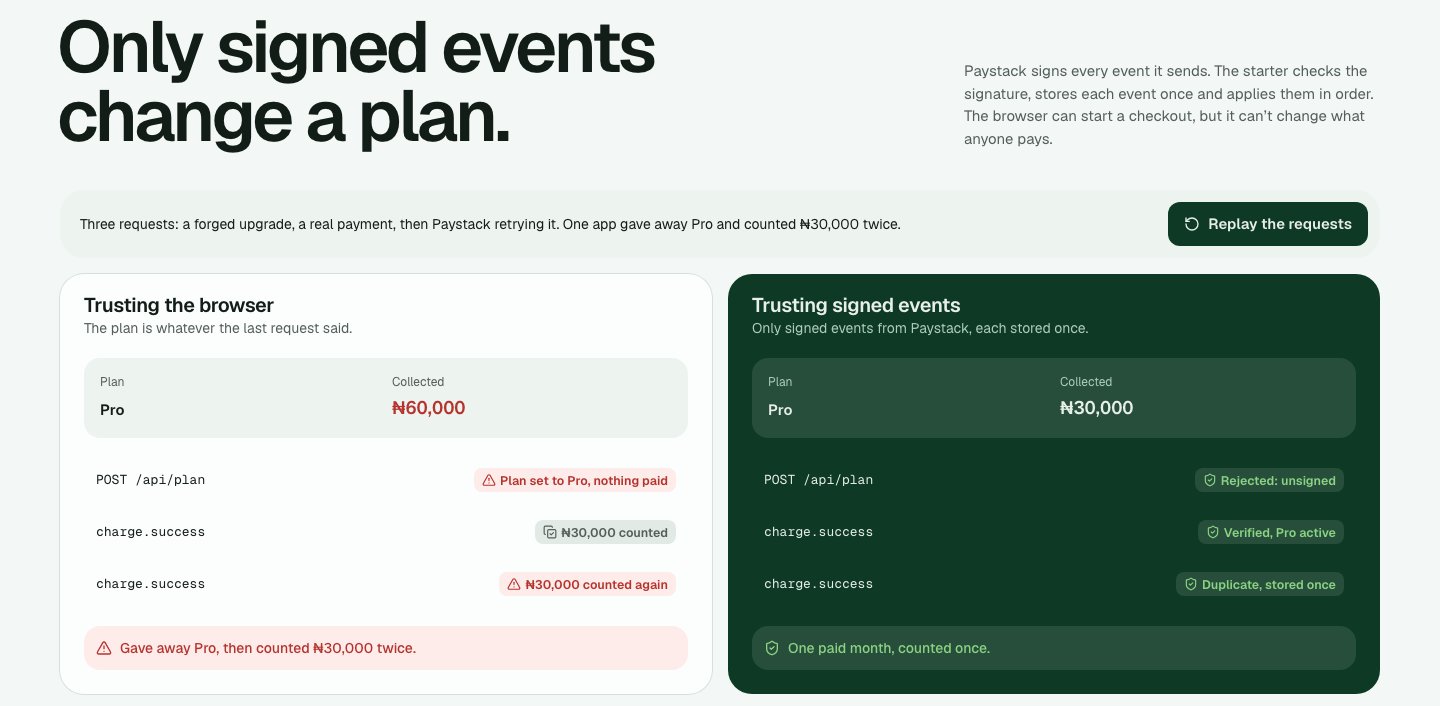 Only signed events
change a plan.
Paystack signs every event it sends. The starter checks the
signature, stores each event once and applies them in order.
The browser can start a checkout, but it can’t change what
anyone pays.
Three requests: a forged upgrade, a real payment, then Paystack retrying it. One app gave away Pro and counted ₦30,000 twice.
Replay the requests
Trusting the browser
The plan is whatever the last request said.
Plan
Collected
Pro
₦60,000
POST /api/plan
Plan set to Pro, nothing paid
charge.success
₦30,000 counted
charge.success
₦30,000 counted again
Gave away Pro, then counted ₦30,000 twice.
Trusting signed events
Only signed events from Paystack, each stored once.
Plan
Collected
Pro
₦30,000
POST /api/plan
Rejected: unsigned
charge.success
Verified, Pro active
charge.success
Duplicate, stored once
One paid month, counted once.